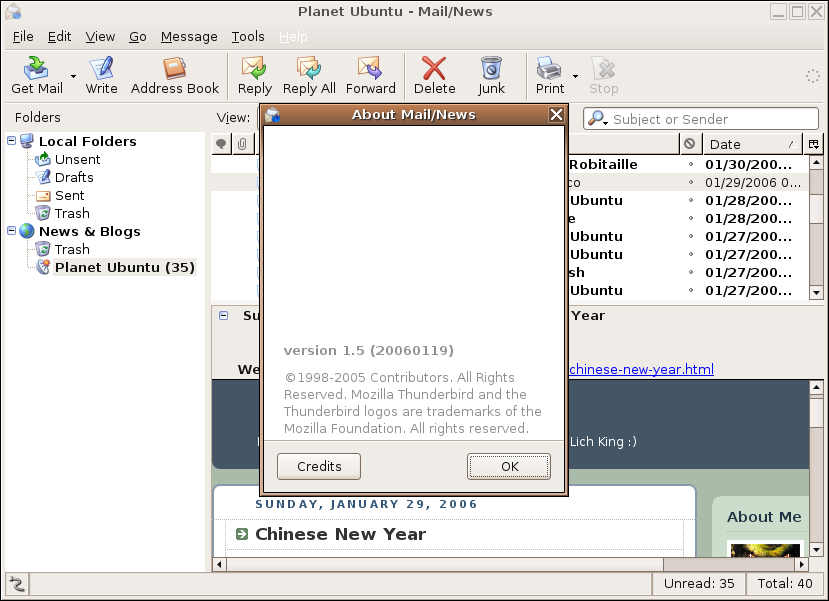 Planet Ubuntu - Mail/News
File Edit View Go Message Tools Help
Get Mail Write Address Book Reply Reply All Forward Delete Junk Print Stop
Folders
View:
Subject or Sender
Local Folders
Unsent
Drafts
Sent
Trash
News & Blogs
Trash
Planet Ubuntu (35)
Date
Robitaille 01/30/200...
co 01/29/2006 0...
Ubuntu 01/28/200...
e 01/28/200...
Ubuntu 01/27/200...
Ubuntu 01/27/200...
sh 01/27/200...
Ubuntu 01/27/200...
Su
Year
We
chinese-new-year.html
Lich King :)
SUNDAY, JANUARY 29, 2006
Chinese New Year
About Me
About Mail/News
version 1.5 (20060119)
©1998-2005 Contributors. All Rights
Reserved. Mozilla Thunderbird and the
Thunderbird logos are trademarks of the
Mozilla Foundation. All rights reserved.
Credits OK
Unread: 35 Total: 40